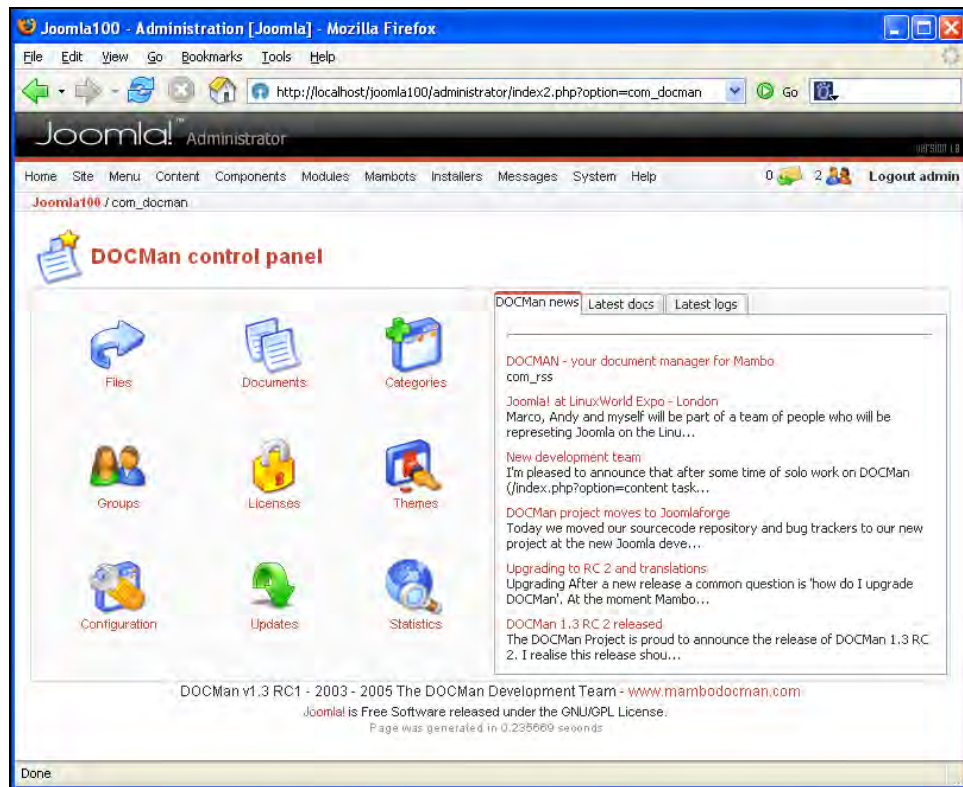 Joomla100 - Administration [Joomla] - Mozilla Firefox
File Edit View Go Bookmarks Tools Help
http://localhost/joomla100/administrator/index2.php?option=com_docman Go
Joomla!™ Administrator
version 1.0
Home Site Menu Content Components Modules Mambots Installers Messages System Help 0 2 Logout admin
Joomla100 / com_docman
DOCMan control panel
DOCMan news Latest docs Latest logs
Files Documents Categories
Groups Licenses Themes
Configuration Updates Statistics
DOCMAN - your document manager for Mambo
com_rss
Joomla! at LinuxWorld Expo - London
Marco, Andy and myself will be part of a team of people who will be
represeting Joomla on the Linu...
New development team
I'm pleased to announce that after some time of solo work on DOCMan
(/index.php?option=content task...
DOCMan project moves to Joomlaforge
Today we moved our sourcecode repository and bug trackers to our new
project at the new Joomla deve...
Upgrading to RC 2 and translations
Upgrading After a new release a common question is 'how do I upgrade
DOCMan'. At the moment Mambo...
DOCMan 1.3 RC 2 released
The DOCMan Project is proud to announce the release of DOCMan 1.3 RC
2. I realise this release shou...
DOCMan v1.3 RC1 - 2003 - 2005 The DOCMan Development Team - www.mambodocman.com
Joomla! is Free Software released under the GNU/GPL License.
Page was generated in 0.235669 seconds
Done